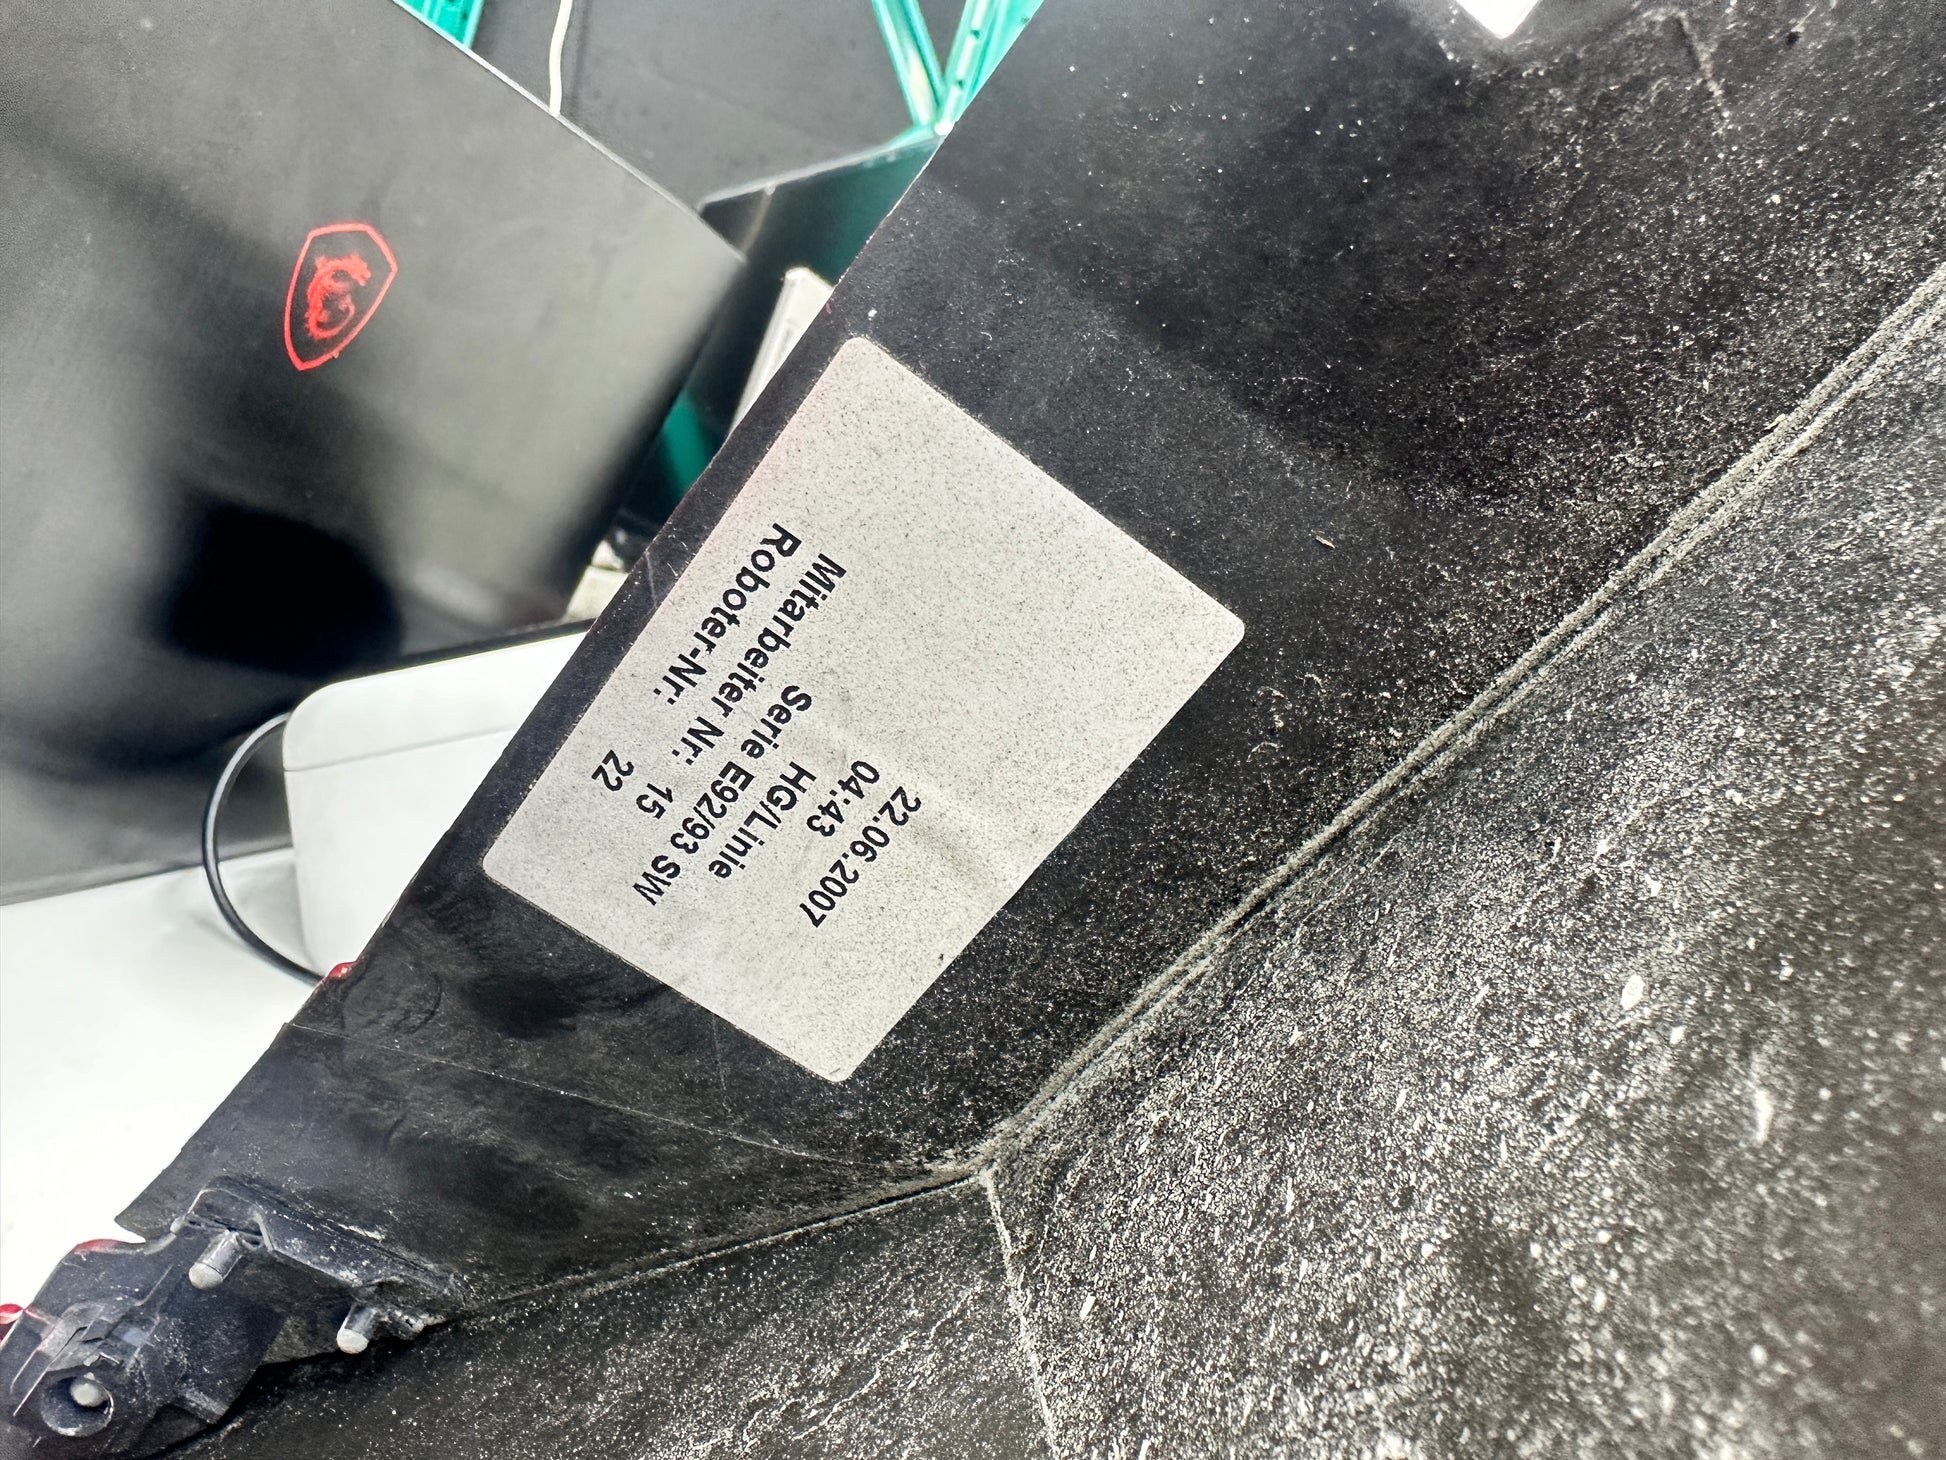 22.06.2007
04:43
HG/Linie
Serie E92/93 SW
Mitarbeiter Nr.: 15
Roboter-Nr.: 22